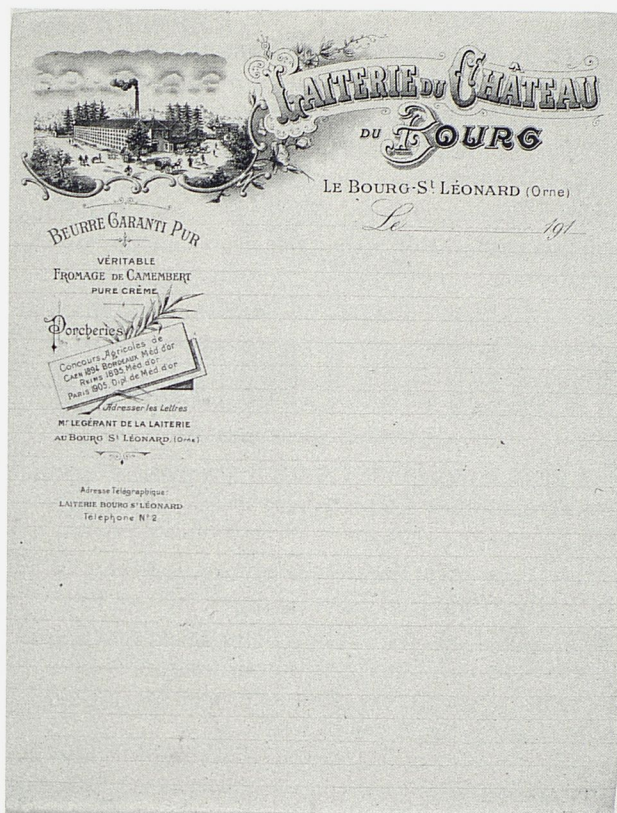 LAITERIE DU CHÂTEAU
DU BOURG
LE BOURG-St LÉONARD (Orne)
Le 191
BEURRE GARANTI PUR
VÉRITABLE
FROMAGE DE CAMEMBERT
PURE CRÈME
Porcheries
Concours Agricoles de
CAEN 1894 BORDEAUX Méd d'or
REIMS 1895 Méd d'or
PARIS 1905. Dipl. de Méd d'or
Adresser les Lettres
Mr LE GÉRANT DE LA LAITERIE
AU BOURG St LÉONARD, (Orne)
Adresse Télégraphique:
LAITERIE BOURG St LÉONARD
Téléphone N° 2